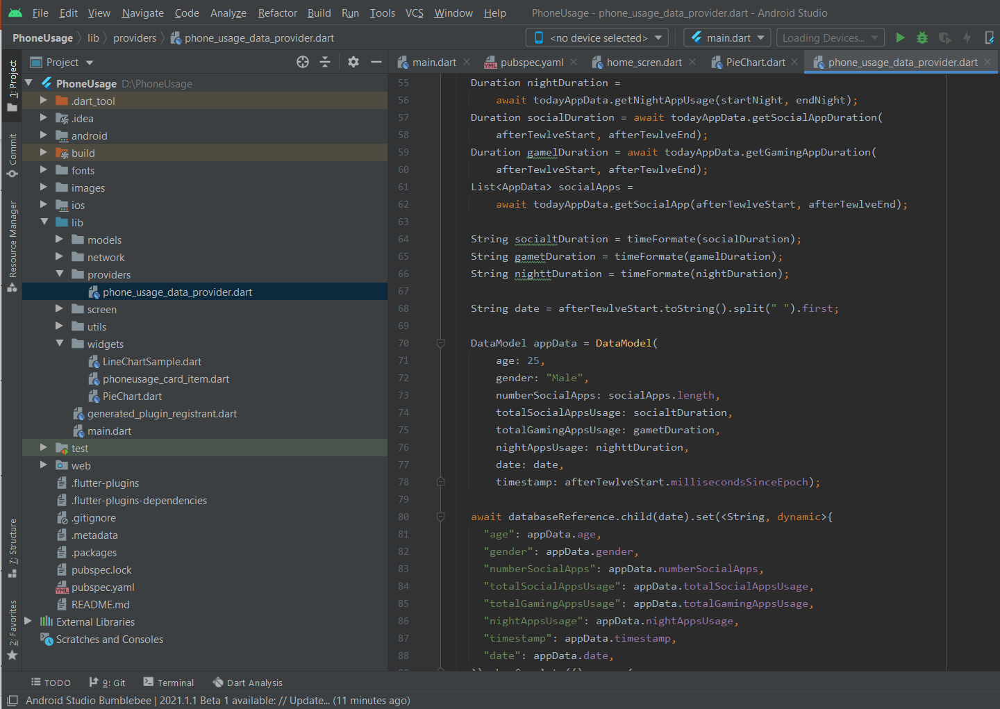 File Edit View Navigate Code Analyze Refactor Build Run Tools VCS Window Help PhoneUsage - phone_usage_data_provider.dart - Android Studio
PhoneUsage lib providers phone_usage_data_provider.dart <no device selected> main.dart Loading Devices...
Project
main.dart pubspec.yaml home_scren.dart PieChart.dart phone_usage_data_provider.dart
1: Project
Commit
Resource Manager
7: Structure
2: Favorites
PhoneUsage D:\PhoneUsage
.dart_tool
.idea
android
build
fonts
images
ios
lib
models
network
providers
phone_usage_data_provider.dart
screen
utils
widgets
LineChartSample.dart
phoneusage_card_item.dart
PieChart.dart
generated_plugin_registrant.dart
main.dart
test
web
.flutter-plugins
.flutter-plugins-dependencies
.gitignore
.metadata
.packages
pubspec.lock
pubspec.yaml
README.md
External Libraries
Scratches and Consoles
55 Duration nightDuration =
56 await todayAppData.getNightAppUsage(startNight, endNight);
57 Duration socialDuration = await todayAppData.getSocialAppDuration(
58 afterTewlveStart, afterTewlveEnd);
59 Duration gamelDuration = await todayAppData.getGamingAppDuration(
60 afterTewlveStart, afterTewlveEnd);
61 List<AppData> socialApps =
62 await todayAppData.getSocialApp(afterTewlveStart, afterTewlveEnd);
63
64 String socialtDuration = timeFormate(socialDuration);
65 String gametDuration = timeFormate(gamelDuration);
66 String nighttDuration = timeFormate(nightDuration);
67
68 String date = afterTewlveStart.toString().split(" ").first;
69
70 DataModel appData = DataModel(
71 age: 25,
72 gender: "Male",
73 numberSocialApps: socialApps.length,
74 totalSocialAppsUsage: socialtDuration,
75 totalGamingAppsUsage: gametDuration,
76 nightAppsUsage: nighttDuration,
77 date: date,
78 timestamp: afterTewlveStart.millisecondsSinceEpoch);
79
80 await databaseReference.child(date).set(<String, dynamic>{
81 "age": appData.age,
82 "gender": appData.gender,
83 "numberSocialApps": appData.numberSocialApps,
84 "totalSocialAppsUsage": appData.totalSocialAppsUsage,
85 "totalGamingAppsUsage": appData.totalGamingAppsUsage,
86 "nightAppsUsage": appData.nightAppsUsage,
87 "timestamp": appData.timestamp,
88 "date": appData.date,
TODO 9: Git Terminal Dart Analysis
Android Studio Bumblebee | 2021.1.1 Beta 1 available: // Update... (11 minutes ago)